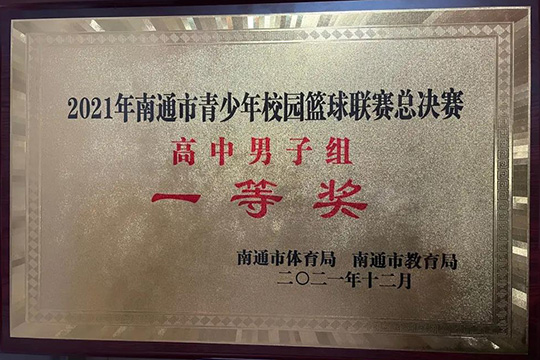 2021年南通市青少年校园篮球联赛总决赛
高中男子组
一等奖
南通市体育局 南通市教育局
二〇二一年十二月